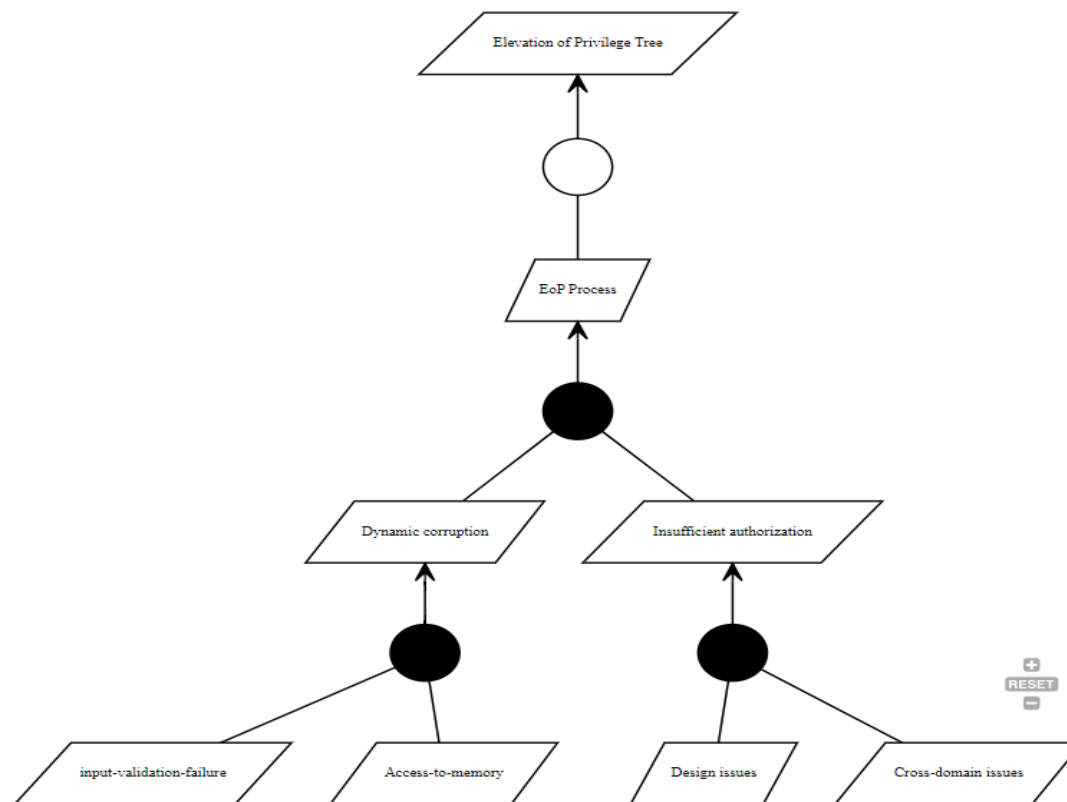 Elevation of Privilege Tree
EoP Process
Dynamic corruption
Insufficient authorization
RESET
input-validation-failure
Access-to-memory
Design issues
Cross-domain issues